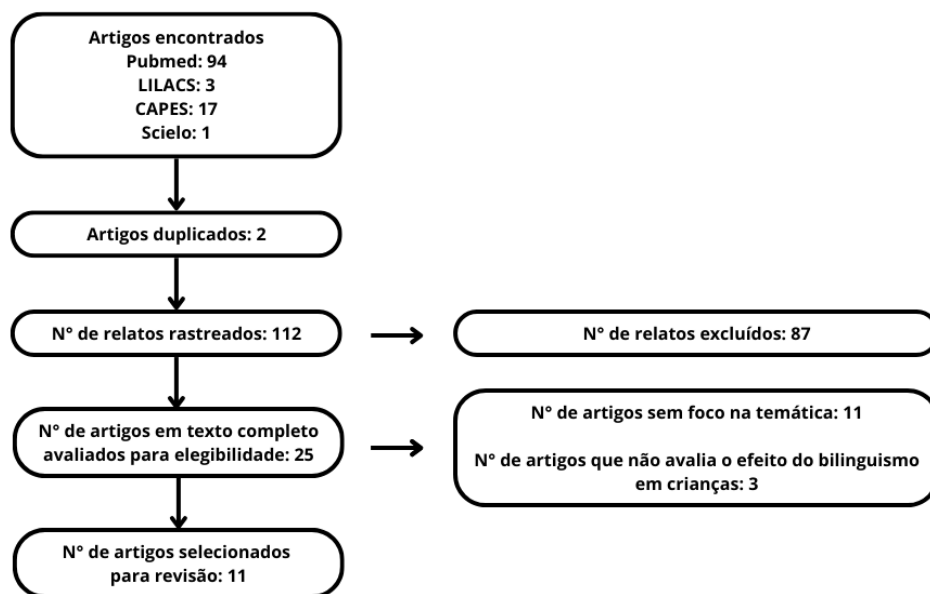 Artigos encontrados
Pubmed: 94
LILACS: 3
CAPES: 17
Scielo: 1
Artigos duplicados: 2
N° de relatos rastreados: 112
N° de relatos excluídos: 87
N° de artigos em texto completo
avaliados para elegibilidade: 25
N° de artigos sem foco na temática: 11
N° de artigos que não avalia o efeito do bilinguismo
em crianças: 3
N° de artigos selecionados
para revisão: 11